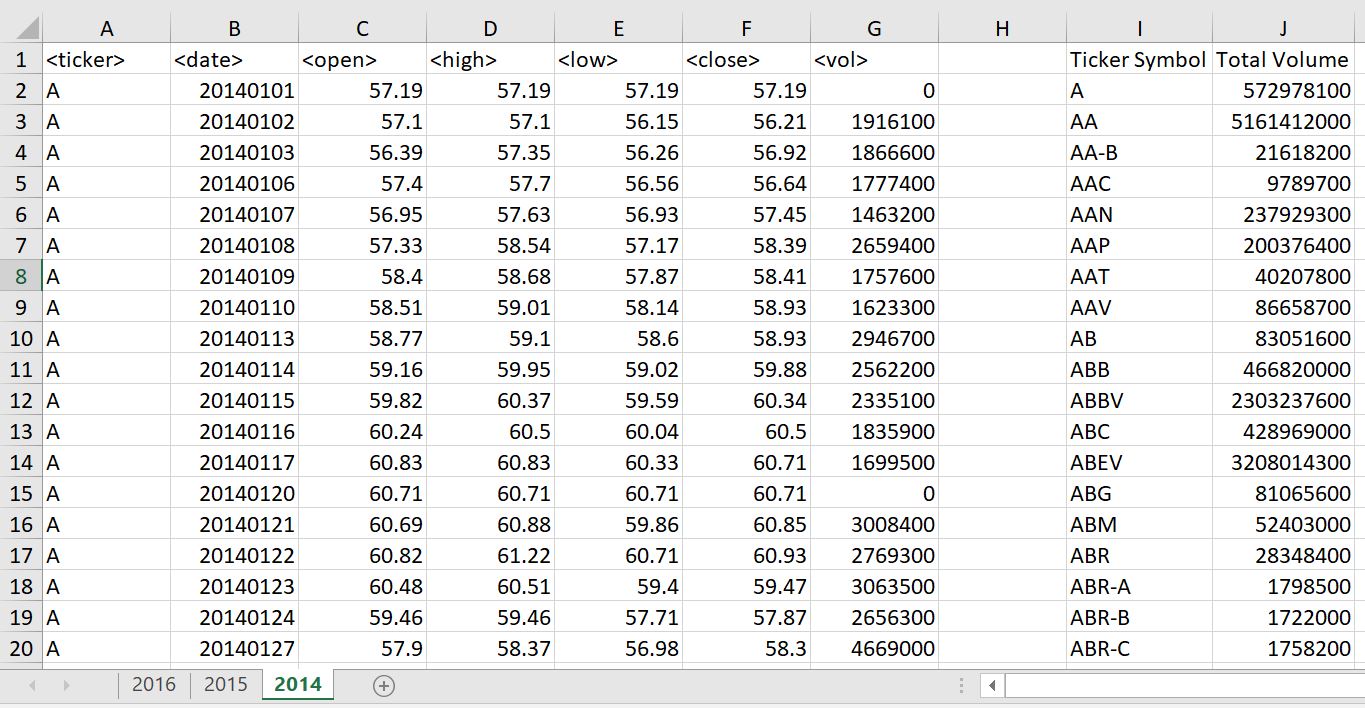 A B C D E F G H I J
1 <ticker> <date> <open> <high> <low> <close> <vol> Ticker Symbol Total Volume
2 A 20140101 57.19 57.19 57.19 57.19 0 A 572978100
3 A 20140102 57.1 57.1 56.15 56.21 1916100 AA 5161412000
4 A 20140103 56.39 57.35 56.26 56.92 1866600 AA-B 21618200
5 A 20140106 57.4 57.7 56.56 56.64 1777400 AAC 9789700
6 A 20140107 56.95 57.63 56.93 57.45 1463200 AAN 237929300
7 A 20140108 57.33 58.54 57.17 58.39 2659400 AAP 200376400
8 A 20140109 58.4 58.68 57.87 58.41 1757600 AAT 40207800
9 A 20140110 58.51 59.01 58.14 58.93 1623300 AAV 86658700
10 A 20140113 58.77 59.1 58.6 58.93 2946700 AB 83051600
11 A 20140114 59.16 59.95 59.02 59.88 2562200 ABB 466820000
12 A 20140115 59.82 60.37 59.59 60.34 2335100 ABBV 2303237600
13 A 20140116 60.24 60.5 60.04 60.5 1835900 ABC 428969000
14 A 20140117 60.83 60.83 60.33 60.71 1699500 ABEV 3208014300
15 A 20140120 60.71 60.71 60.71 60.71 0 ABG 81065600
16 A 20140121 60.69 60.88 59.86 60.85 3008400 ABM 52403000
17 A 20140122 60.82 61.22 60.71 60.93 2769300 ABR 28348400
18 A 20140123 60.48 60.51 59.4 59.47 3063500 ABR-A 1798500
19 A 20140124 59.46 59.46 57.71 57.87 2656300 ABR-B 1722000
20 A 20140127 57.9 58.37 56.98 58.3 4669000 ABR-C 1758200
2016 2015 2014